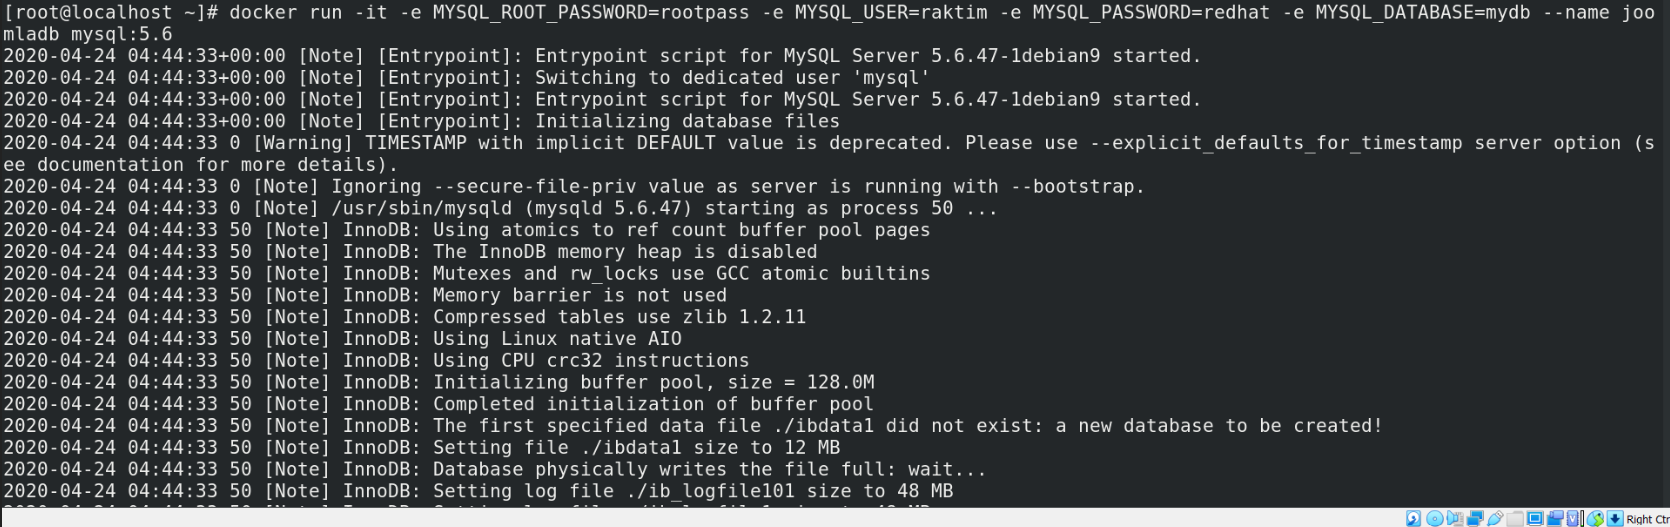 [root@localhost ~]# docker run -it -e MYSQL_ROOT_PASSWORD=rootpass -e MYSQL_USER=raktim -e MYSQL_PASSWORD=redhat -e MYSQL_DATABASE=mydb --name joo
mladb mysql:5.6
2020-04-24 04:44:33+00:00 [Note] [Entrypoint]: Entrypoint script for MySQL Server 5.6.47-1debian9 started.
2020-04-24 04:44:33+00:00 [Note] [Entrypoint]: Switching to dedicated user 'mysql'
2020-04-24 04:44:33+00:00 [Note] [Entrypoint]: Entrypoint script for MySQL Server 5.6.47-1debian9 started.
2020-04-24 04:44:33+00:00 [Note] [Entrypoint]: Initializing database files
2020-04-24 04:44:33 0 [Warning] TIMESTAMP with implicit DEFAULT value is deprecated. Please use --explicit_defaults_for_timestamp server option (s
ee documentation for more details).
2020-04-24 04:44:33 0 [Note] Ignoring --secure-file-priv value as server is running with --bootstrap.
2020-04-24 04:44:33 0 [Note] /usr/sbin/mysqld (mysqld 5.6.47) starting as process 50 ...
2020-04-24 04:44:33 50 [Note] InnoDB: Using atomics to ref count buffer pool pages
2020-04-24 04:44:33 50 [Note] InnoDB: The InnoDB memory heap is disabled
2020-04-24 04:44:33 50 [Note] InnoDB: Mutexes and rw_locks use GCC atomic builtins
2020-04-24 04:44:33 50 [Note] InnoDB: Memory barrier is not used
2020-04-24 04:44:33 50 [Note] InnoDB: Compressed tables use zlib 1.2.11
2020-04-24 04:44:33 50 [Note] InnoDB: Using Linux native AIO
2020-04-24 04:44:33 50 [Note] InnoDB: Using CPU crc32 instructions
2020-04-24 04:44:33 50 [Note] InnoDB: Initializing buffer pool, size = 128.0M
2020-04-24 04:44:33 50 [Note] InnoDB: Completed initialization of buffer pool
2020-04-24 04:44:33 50 [Note] InnoDB: The first specified data file ./ibdata1 did not exist: a new database to be created!
2020-04-24 04:44:33 50 [Note] InnoDB: Setting file ./ibdata1 size to 12 MB
2020-04-24 04:44:33 50 [Note] InnoDB: Database physically writes the file full: wait...
2020-04-24 04:44:33 50 [Note] InnoDB: Setting log file ./ib_logfile101 size to 48 MB
Right Ctr